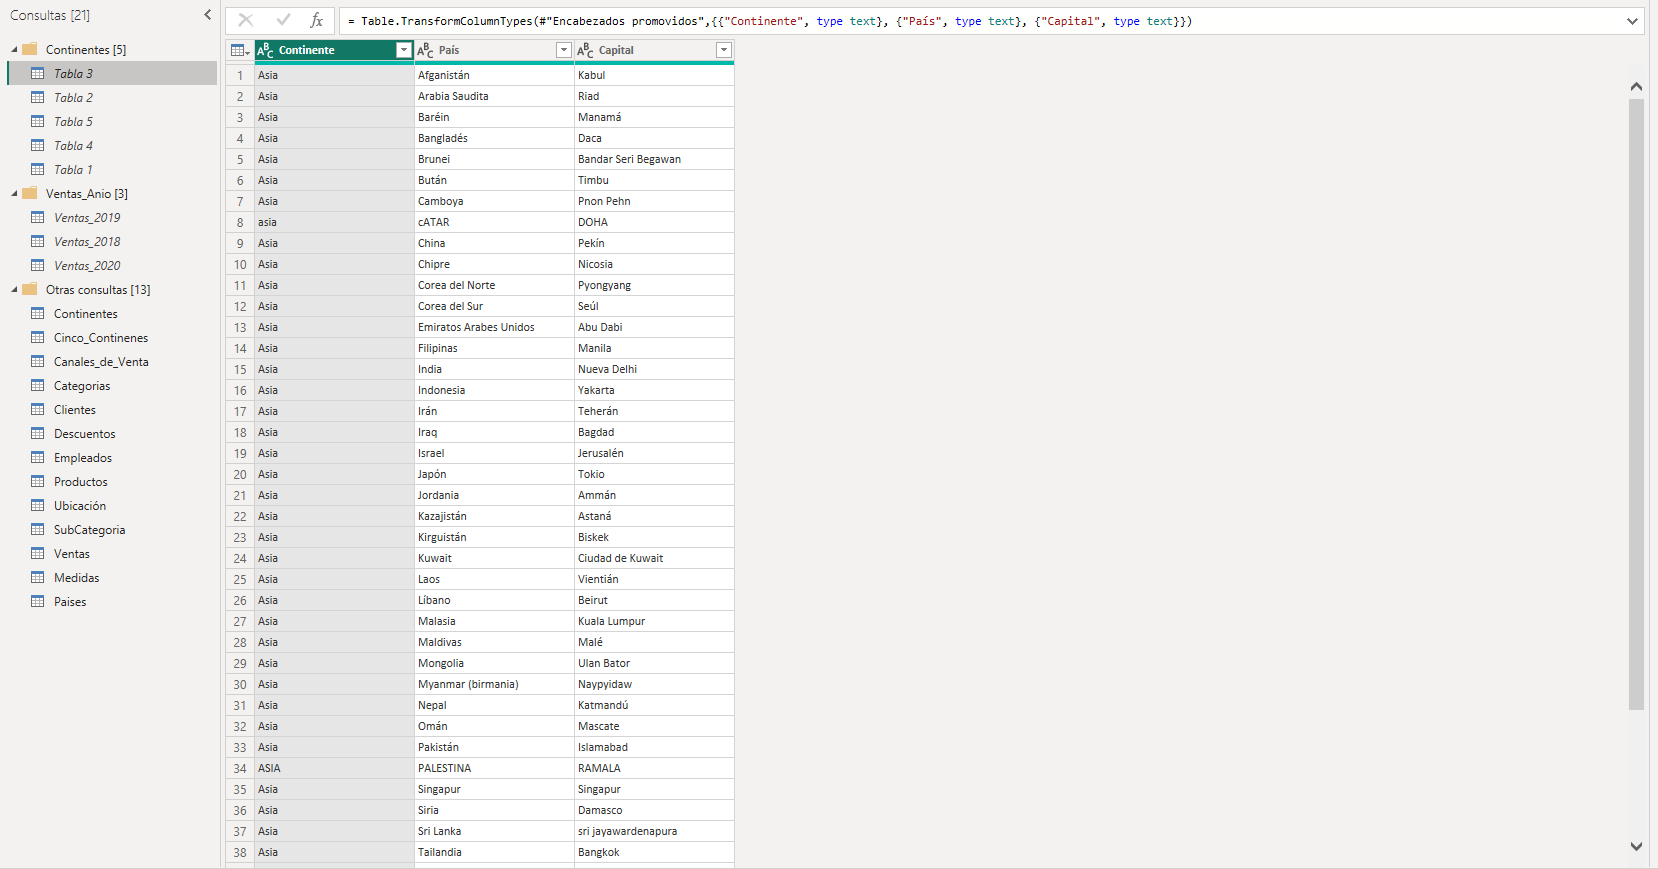 Consultas [21]
Continentes [5]
Tabla 3
Tabla 2
Tabla 5
Tabla 4
Tabla 1
Ventas_Anio [3]
Ventas_2019
Ventas_2018
Ventas_2020
Otras consultas [13]
Continentes
Cinco_Continenes
Canales_de_Venta
Categorias
Clientes
Descuentos
Empleados
Productos
Ubicación
SubCategoria
Ventas
Medidas
Paises
fx = Table.TransformColumnTypes(#"Encabezados promovidos",{{"Continente", type text}, {"País", type text}, {"Capital", type text}})
ABC Continente ABC País ABC Capital
1 Asia Afganistán Kabul
2 Asia Arabia Saudita Riad
3 Asia Baréin Manamá
4 Asia Bangladés Daca
5 Asia Brunei Bandar Seri Begawan
6 Asia Bután Timbu
7 Asia Camboya Pnon Pehn
8 asia cATAR DOHA
9 Asia China Pekín
10 Asia Chipre Nicosia
11 Asia Corea del Norte Pyongyang
12 Asia Corea del Sur Seúl
13 Asia Emiratos Arabes Unidos Abu Dabi
14 Asia Filipinas Manila
15 Asia India Nueva Delhi
16 Asia Indonesia Yakarta
17 Asia Irán Teherán
18 Asia Iraq Bagdad
19 Asia Israel Jerusalén
20 Asia Japón Tokio
21 Asia Jordania Ammán
22 Asia Kazajistán Astaná
23 Asia Kirguistán Biskek
24 Asia Kuwait Ciudad de Kuwait
25 Asia Laos Vientián
26 Asia Líbano Beirut
27 Asia Malasia Kuala Lumpur
28 Asia Maldivas Malé
29 Asia Mongolia Ulan Bator
30 Asia Myanmar (birmania) Naypyidaw
31 Asia Nepal Katmandú
32 Asia Omán Mascate
33 Asia Pakistán Islamabad
34 ASIA PALESTINA RAMALA
35 Asia Singapur Singapur
36 Asia Siria Damasco
37 Asia Sri Lanka sri jayawardenapura
38 Asia Tailandia Bangkok